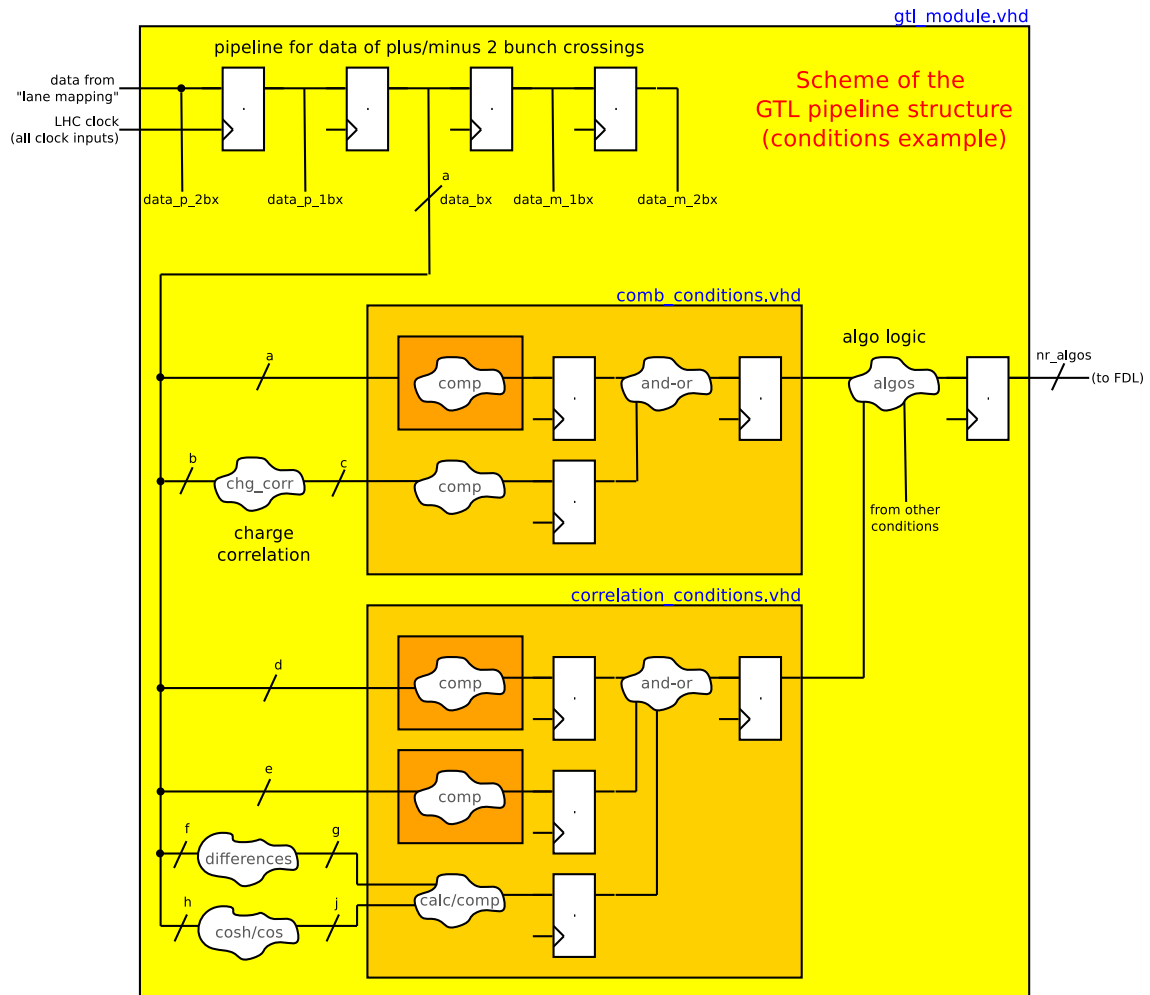 gtl_module.vhd
pipeline for data of plus/minus 2 bunch crossings
data from
"lane mapping"
LHC clock
(all clock inputs)
Scheme of the
GTL pipeline structure
(conditions example)
a
data_p_2bx
data_p_1bx
data_bx
data_m_1bx
data_m_2bx
comb_conditions.vhd
algo logic
a
comp
and-or
algos
nr_algos
(to FDL)
b
chg_corr
c
comp
charge
correlation
from other
conditions
correlation_conditions.vhd
d
comp
and-or
e
comp
f
differences
g
calc/comp
h
cosh/cos
j